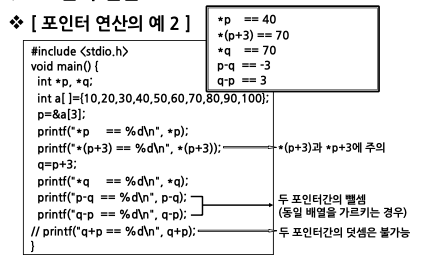 ❖ [ 포인터 연산의 예 2 ]
*p == 40
*(p+3) == 70
*q == 70
p-q == -3
q-p == 3
#include <stdio.h>
void main() {
int *p, *q;
int a[ ]={10,20,30,40,50,60,70,80,90,100};
p=&a[3];
printf("*p == %d\n", *p);
printf("*(p+3) == %d\n", *(p+3));
*(p+3)과 *p+3에 주의
q=p+3;
printf("*q == %d\n", *q);
printf("p-q == %d\n", p-q);
printf("q-p == %d\n", q-p);
두 포인터간의 뺄셈
(동일 배열을 가르키는 경우)
// printf("q+p == %d\n", q+p);
두 포인터간의 덧셈은 불가능
}